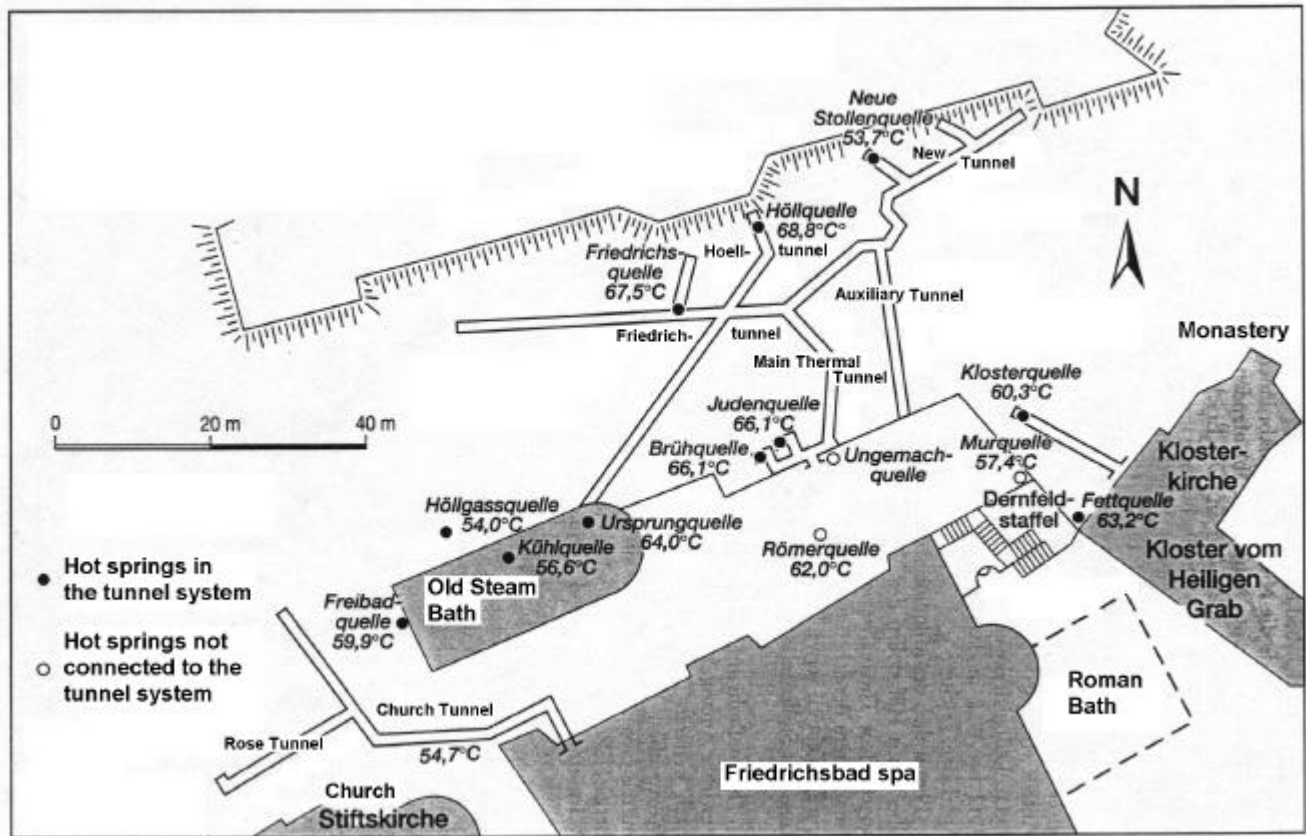 Neue
Stollenquelle
53,7°C
New
Tunnel
N
Höllquelle
68,8°C°
Hoell-
tunnel
Friedrichs-
quelle
67,5°C
Auxiliary Tunnel
Friedrich-
tunnel
Monastery
Main Thermal
Tunnel
Klosterquelle
60,3°C
0 20 m 40 m
Judenquelle
66,1°C
Brühquelle
66,1°C
Ungemach-
quelle
Murquelle
57,4°C
Kloster-
kirche
Dernfeld-
staffel
Fettquelle
63,2°C
Höllgassquelle
54,0°C
Ursprungquelle
64,0°C
Kühlquelle
56,6°C
Römerquelle
62,0°C
Kloster vom
Heiligen
Grab
Hot springs in
the tunnel system
Old Steam
Bath
Freibad-
quelle
59,9°C
Hot springs not
connected to the
tunnel system
Roman
Bath
Church Tunnel
Rose Tunnel
54,7°C
Friedrichsbad spa
Church
Stiftskirche